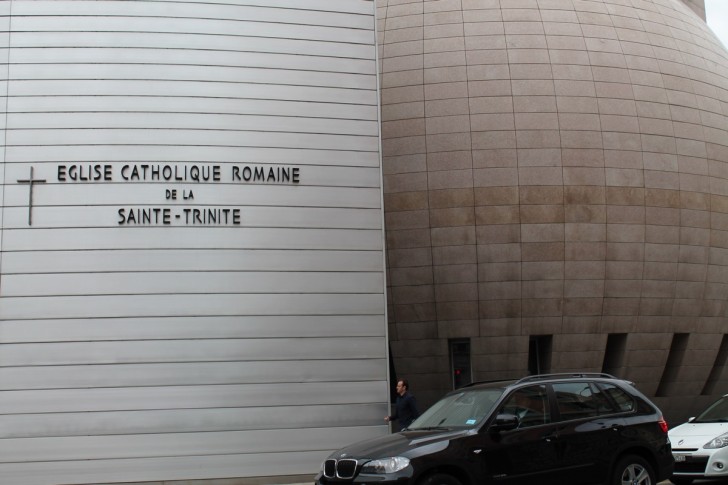 EGLISE CATHOLIQUE ROMAINE
DE LA
SAINTE-TRINITE